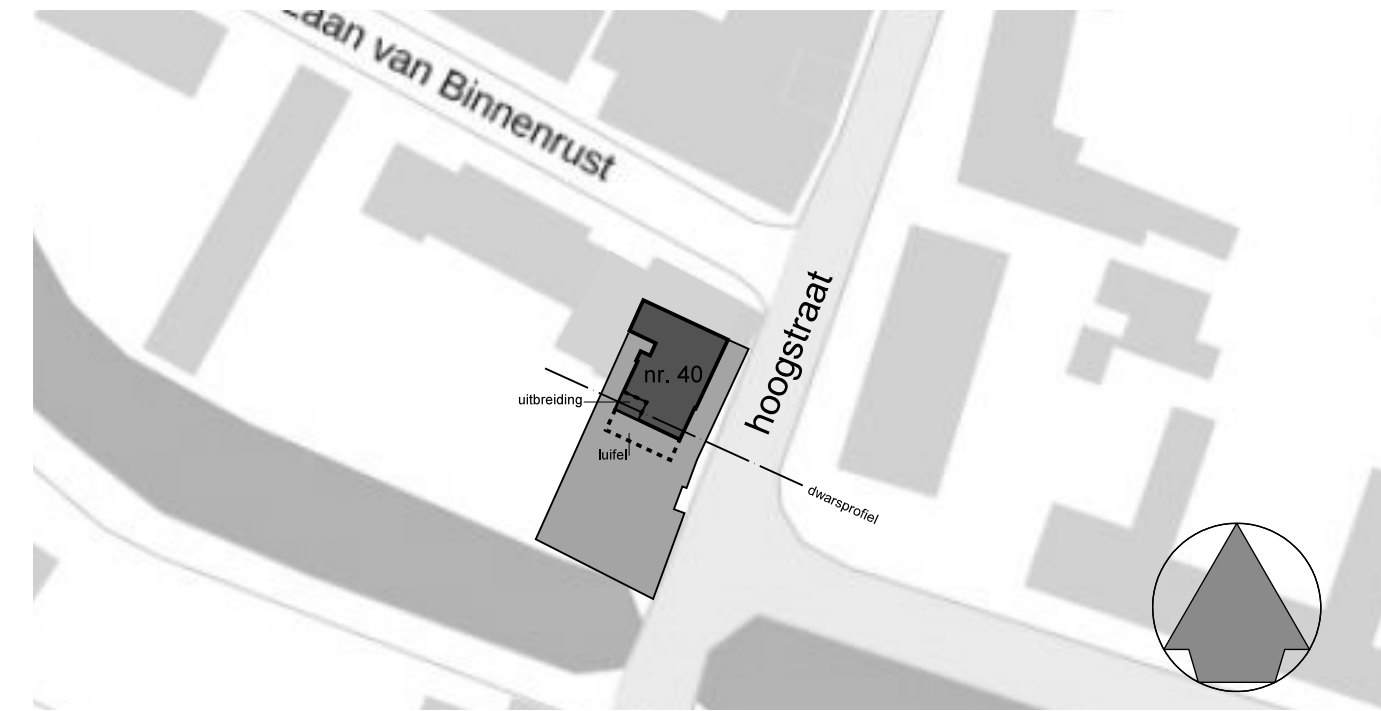 Laan van Binnenrust
hoogstraat
nr. 40
uitbreiding
luifel
dwarsprofiel